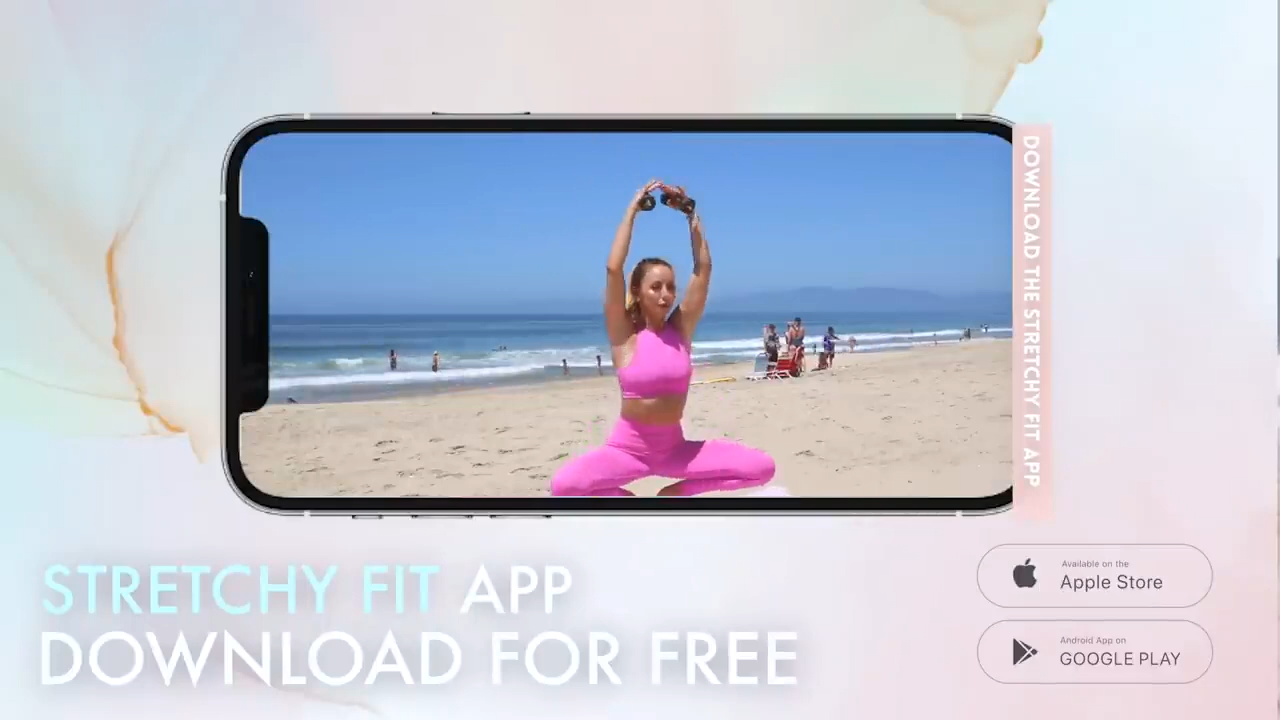 DOWNLOAD THE STRETCHY FIT APP
STRETCHY FIT APP
DOWNLOAD FOR FREE
Available on the
Apple Store
Android App on
GOOGLE PLAY